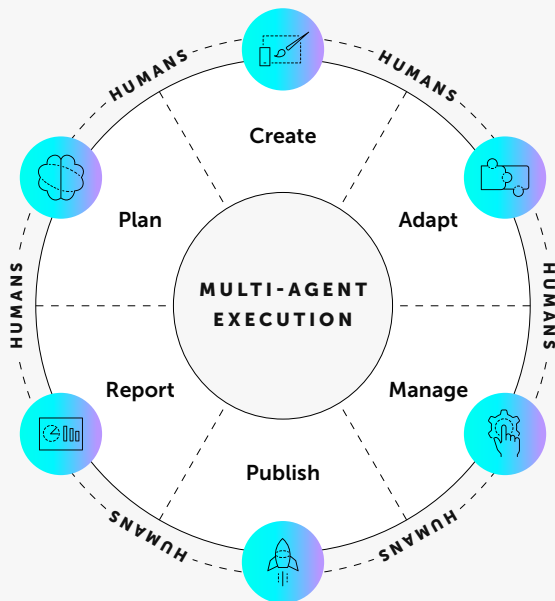 HUMANS
HUMANS
Create
Plan
Adapt
HUMANS
MULTI-AGENT
EXECUTION
HUMANS
Report
Manage
Publish
HUMANS
HUMANS